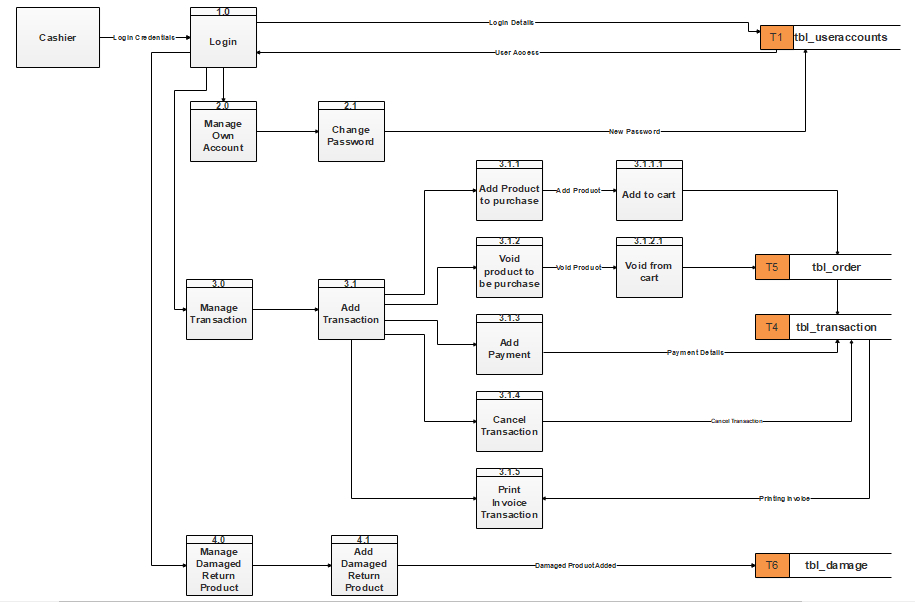 1.0
Cashier
Login Credentials
Login
Login Details
T1 tbl_useraccounts
User Access
2.0
Manage
Own
Account
2.1
Change
Password
New Password
3.1.1
Add Product
to purchase
Add Product
3.1.1.1
Add to cart
3.1.2
Void
product to
be purchase
Void Product
3.1.2.1
Void from
cart
T5 tbl_order
3.0
Manage
Transaction
3.1
Add
Transaction
3.1.3
Add
Payment
Payment Details
T4 tbl_transaction
3.1.4
Cancel
Transaction
Cancel Transaction
3.1.5
Print
Invoice
Transaction
Printing Invoice
4.0
Manage
Damaged
Return
Product
4.1
Add
Damaged
Return
Product
Damaged Product Added
T6 tbl_damage